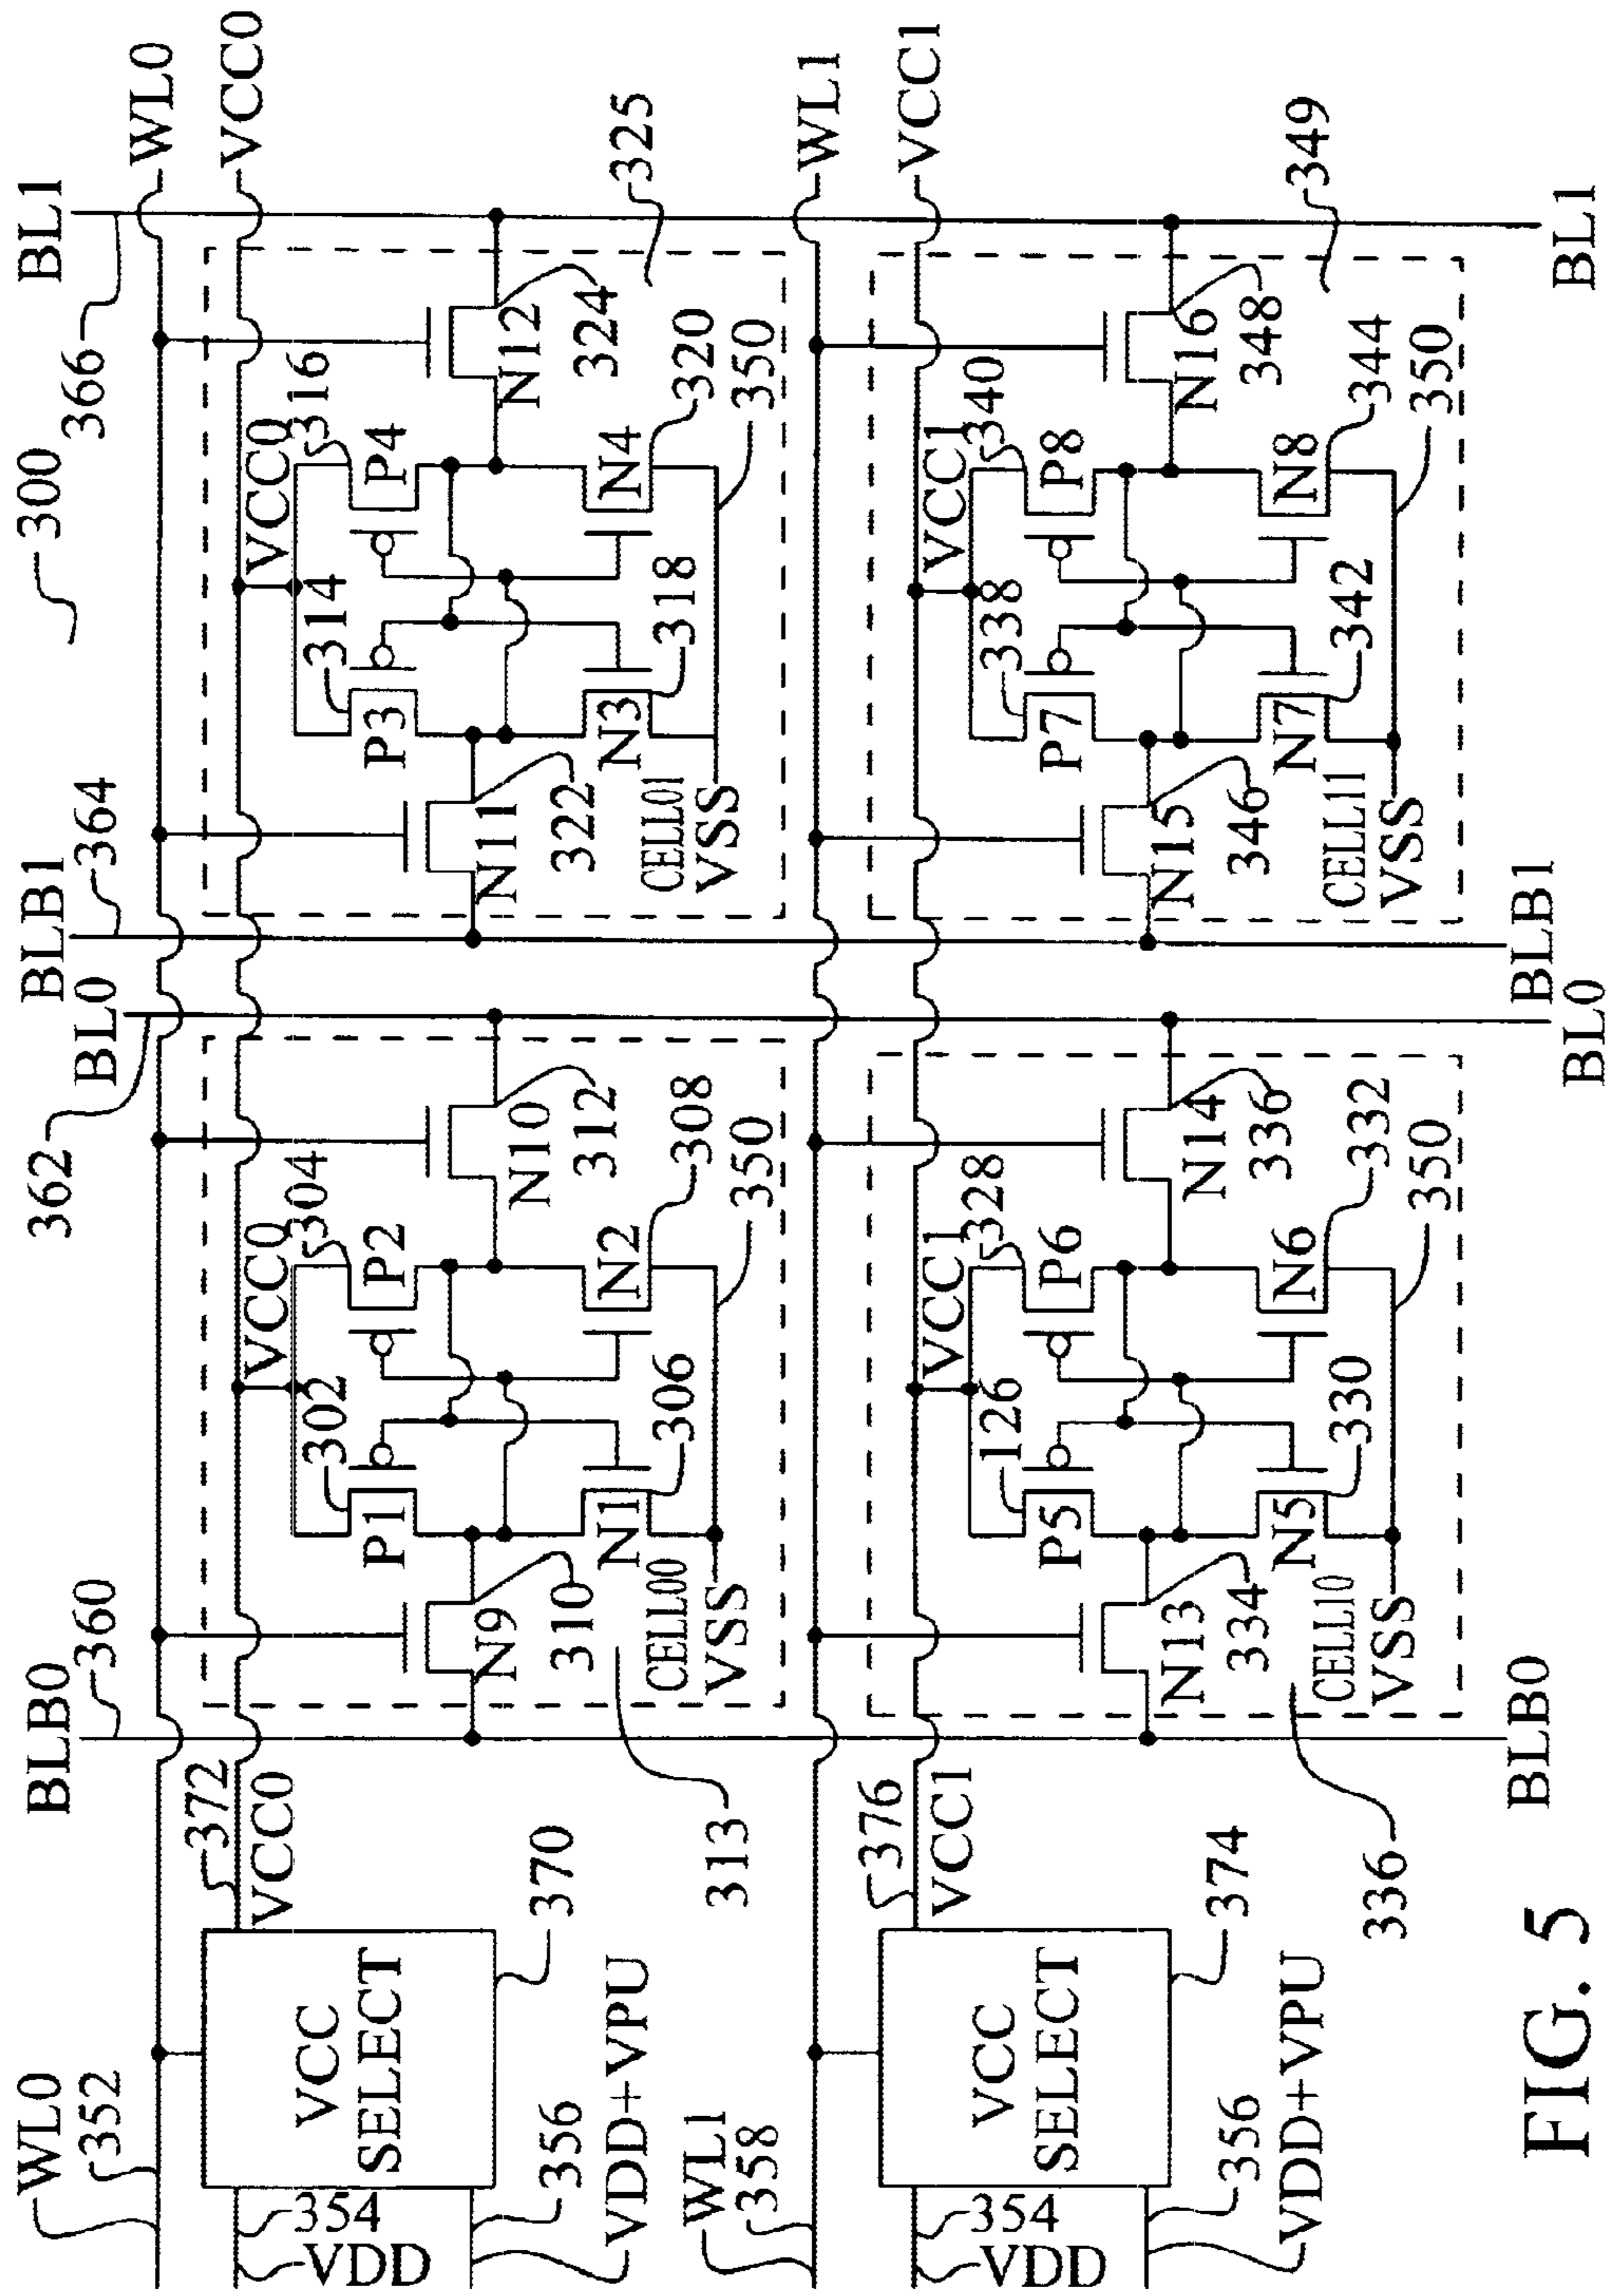 300
BLB0
360
362
BL0
BLB1
364
366
BL1
WL0
352
WL0
372
VCC0
VCC0
VCC
SELECT
354
VDD
370
356
VDD+VPU
VCC0
302
304
P1
P2
N9
N10
310
312
N1
N2
306
308
CELL00
VSS
350
313
VCC0
314
316
P3
P4
N11
N12
322
324
N3
N4
318
320
CELL01
VSS
350
325
WL1
358
WL1
376
VCC1
VCC1
VCC
SELECT
354
VDD
374
356
VDD+VPU
VCC1
126
328
P5
P6
N13
N14
334
336
N5
N6
330
332
CELL10
VSS
350
336
VCC1
338
340
P7
P8
N15
N16
346
348
N7
N8
342
344
CELL11
VSS
350
349
BLB0
BL0
BLB1
BL1
FIG. 5